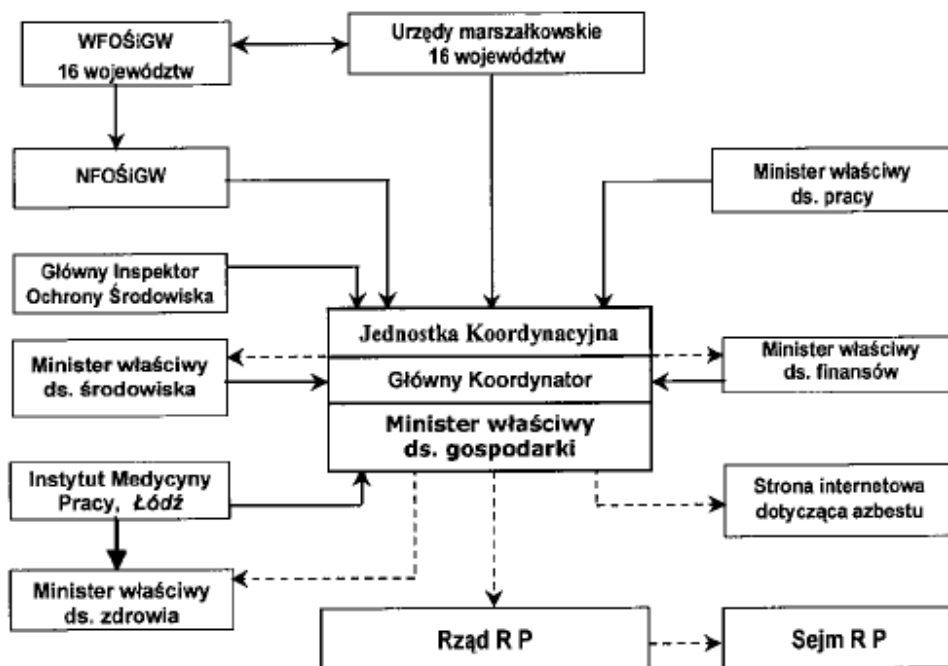 WFOŚiGW
16 województw
Urzędy marszałkowskie
16 województw
NFOŚiGW
Minister właściwy
ds. pracy
Główny Inspektor
Ochrony Środowiska
Jednostka Koordynacyjna
Minister właściwy
ds. środowiska
Główny Koordynator
Minister właściwy
ds. finansów
Minister właściwy
ds. gospodarki
Instytut Medycyny
Pracy, Łódź
Strona internetowa
dotycząca azbestu
Minister właściwy
ds. zdrowia
Rząd R P
Sejm R P